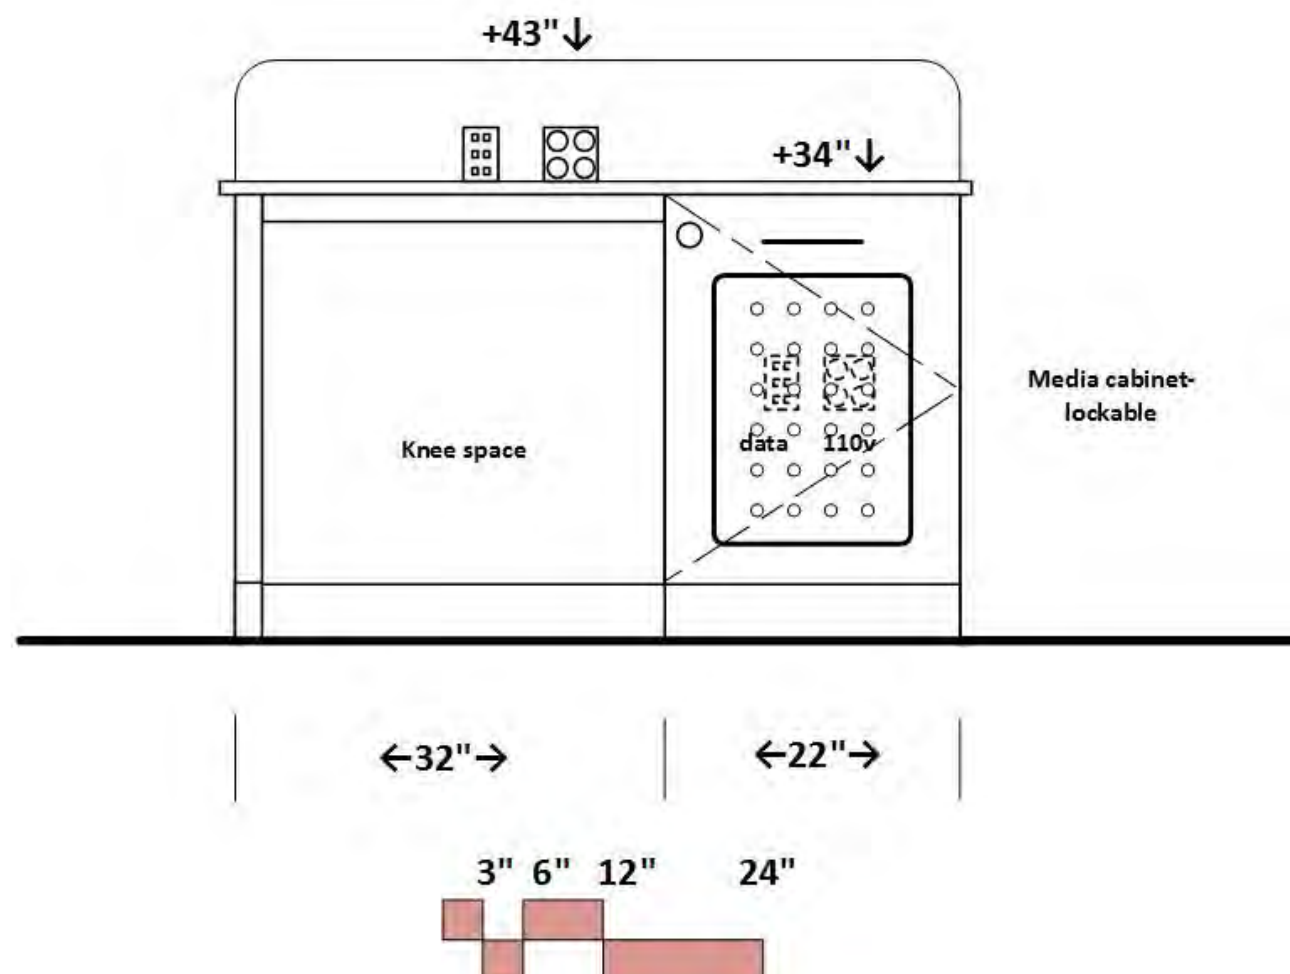 +43"↓
+34"↓
Media cabinet-
lockable
Knee space
data 110v
←32"→ ←22"→
3" 6" 12" 24"